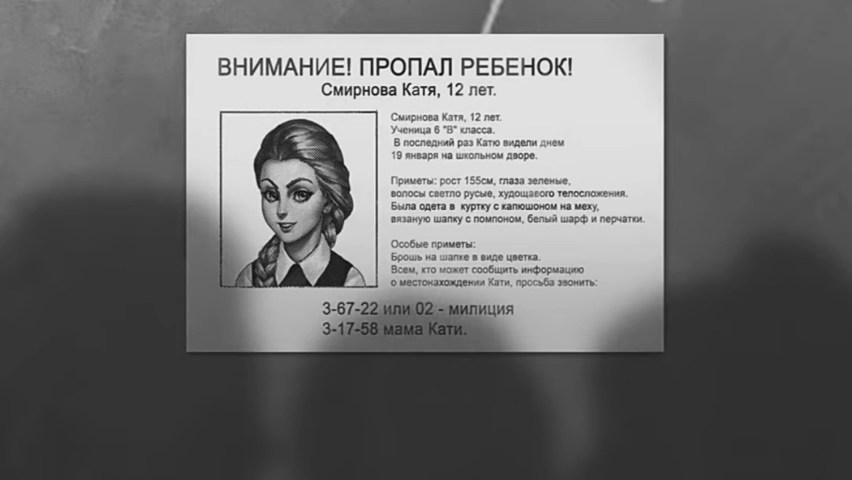 ВНИМАНИЕ! ПРОПАЛ РЕБЕНОК!
Смирнова Катя, 12 лет.
Смирнова Катя, 12 лет.
Ученица 6 "В" класса.
В последний раз Катю видели днем
19 января на школьном дворе.
Приметы: рост 155см, глаза зеленые,
волосы светло русые, худощавого телосложения.
Была одета в куртку с капюшоном на меху,
вязаную шапку с помпоном, белый шарф и перчатки.
Особые приметы:
Брошь на шапке в виде цветка.
Всем, кто может сообщить информацию
о местонахождении Кати, просьба звонить:
3-67-22 или 02 - милиция
3-17-58 мама Кати.